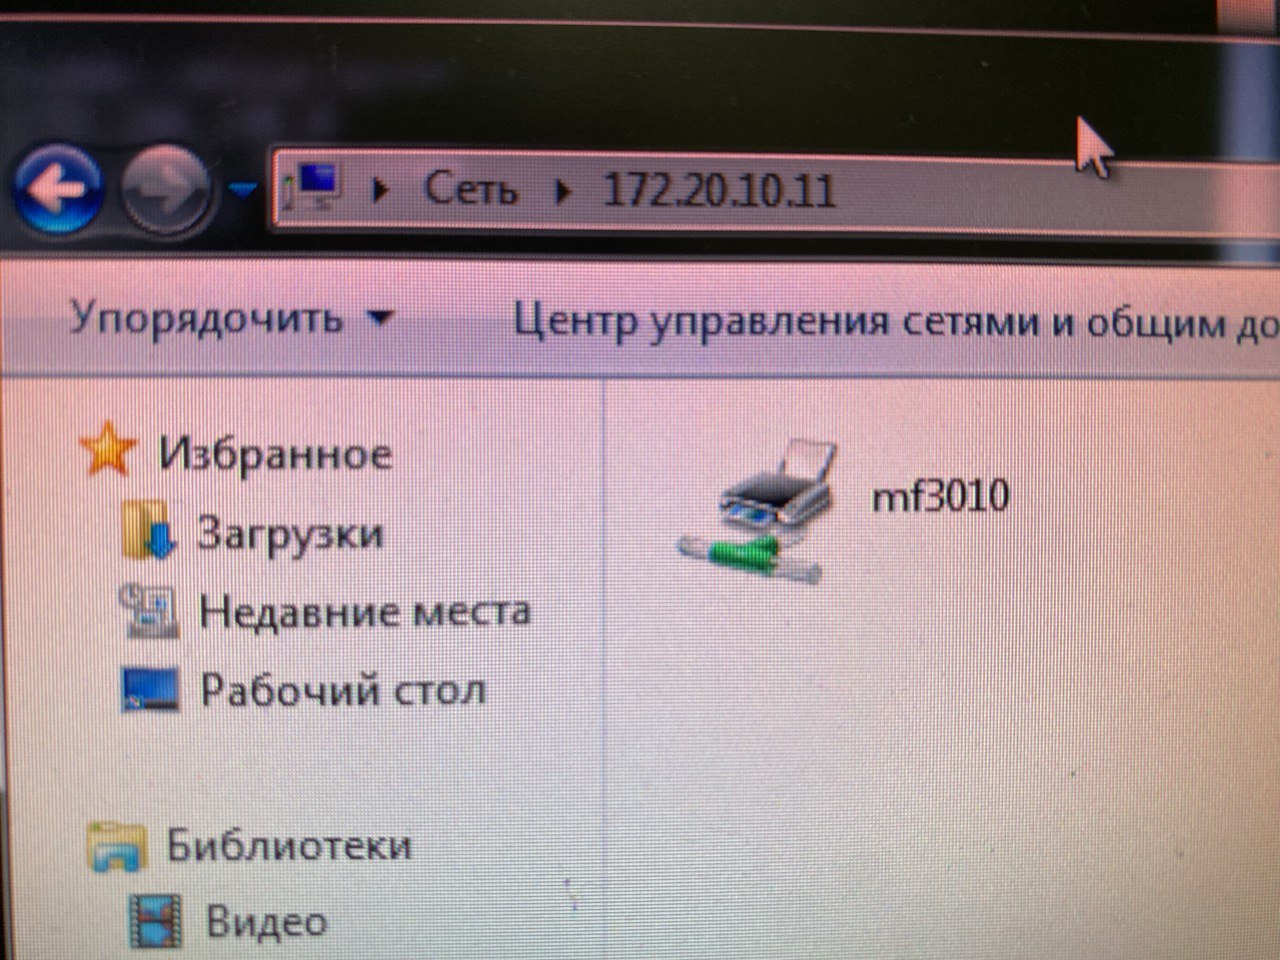 Сеть 172.20.10.11
Упорядочить Центр управления сетями и общим до
Избранное
mf3010
Загрузки
Недавние места
Рабочий стол
Библиотеки
Видео